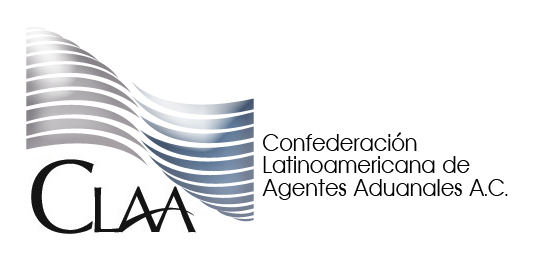 CLAA
Confederación
Latinoamericana de
Agentes Aduanales A.C.